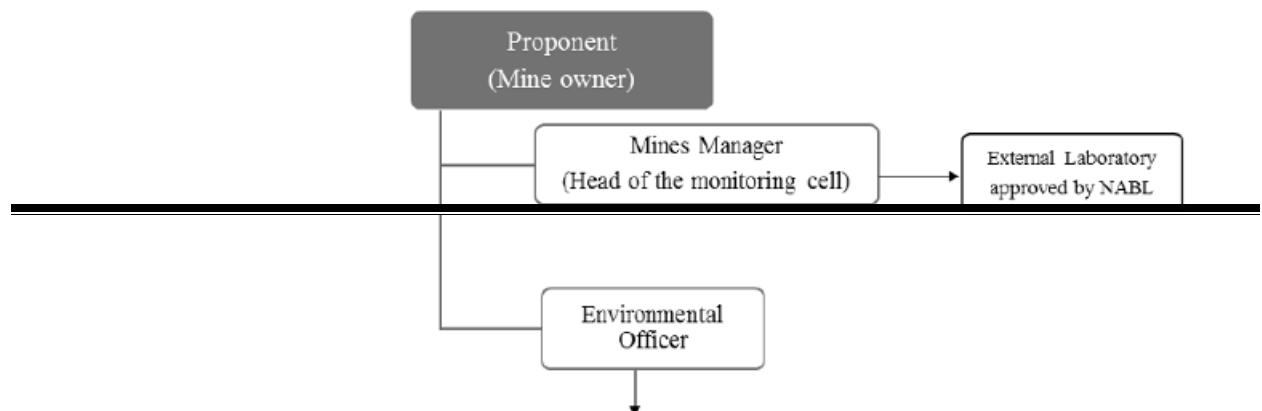 Proponent
(Mine owner)
Mines Manager
(Head of the monitoring cell)
External Laboratory
approved by NABL
Environmental
Officer